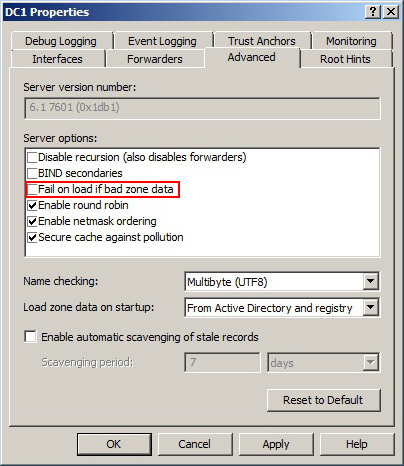 DC1 Properties
Debug Logging Event Logging Trust Anchors Monitoring
Interfaces Forwarders Advanced Root Hints
Server version number:
6.1 7601 (0x1db1)
Server options:
Disable recursion (also disables forwarders)
BIND secondaries
Fail on load if bad zone data
Enable round robin
Enable netmask ordering
Secure cache against pollution
Name checking: Multibyte (UTF8)
Load zone data on startup: From Active Directory and registry
Enable automatic scavenging of stale records
Scavenging period: 7 days
Reset to Default
OK Cancel Apply Help